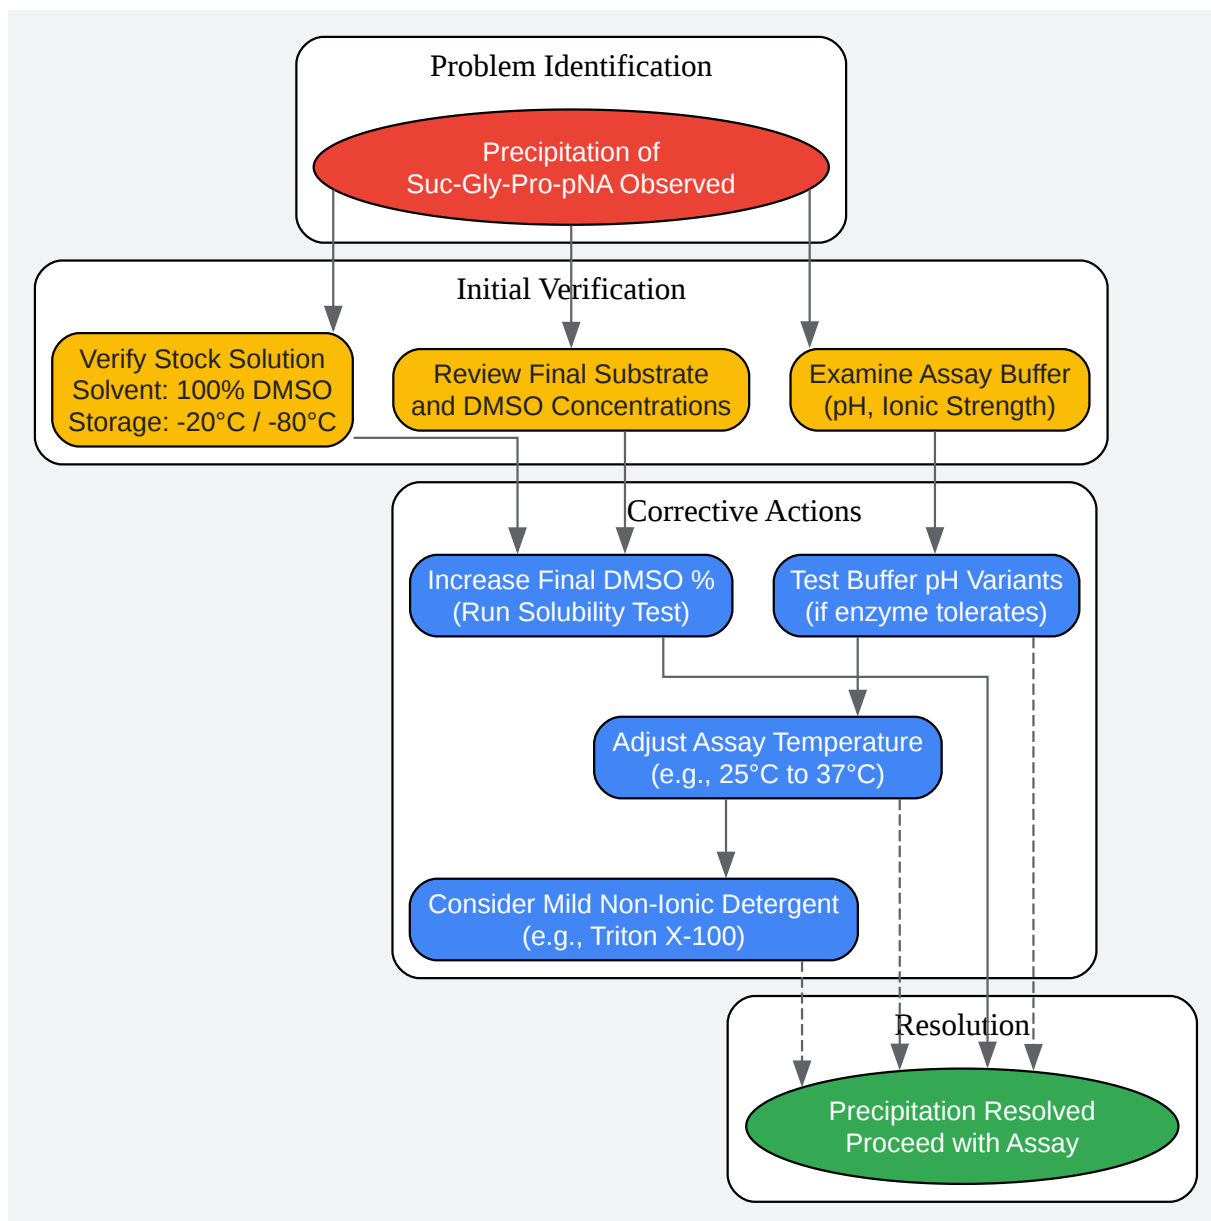 Problem Identification
Precipitation of
Suc-Gly-Pro-pNA Observed
Initial Verification
Verify Stock Solution
Solvent: 100% DMSO
Storage: -20°C / -80°C
Review Final Substrate
and DMSO Concentrations
Examine Assay Buffer
(pH, Ionic Strength)
Corrective Actions
Increase Final DMSO %
(Run Solubility Test)
Test Buffer pH Variants
(if enzyme tolerates)
Adjust Assay Temperature
(e.g., 25°C to 37°C)
Consider Mild Non-Ionic Detergent
(e.g., Triton X-100)
Resolution
Precipitation Resolved
Proceed with Assay